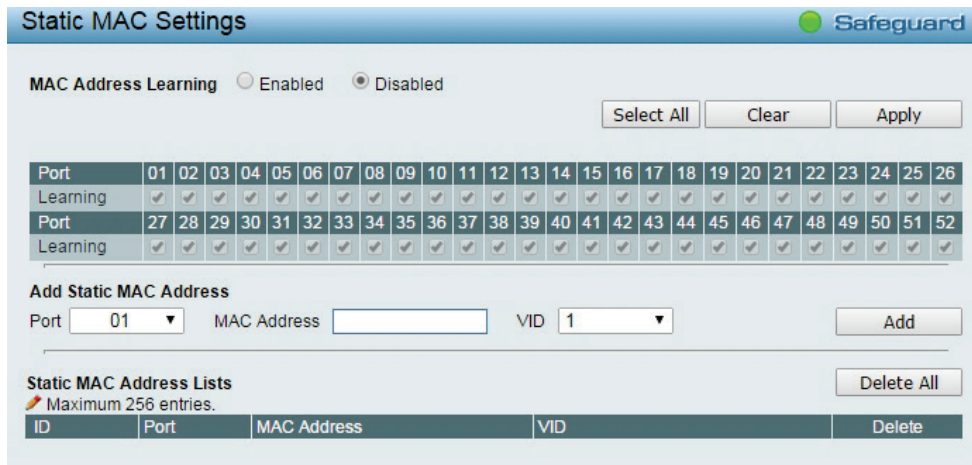 Static MAC Settings Safeguard
MAC Address Learning Enabled Disabled
Select All Clear Apply
Port 01 02 03 04 05 06 07 08 09 10 11 12 13 14 15 16 17 18 19 20 21 22 23 24 25 26
Learning
Port 27 28 29 30 31 32 33 34 35 36 37 38 39 40 41 42 43 44 45 46 47 48 49 50 51 52
Learning
Add Static MAC Address
Port 01 MAC Address VID 1 Add
Static MAC Address Lists Delete All
Maximum 256 entries.
ID Port MAC Address VID Delete